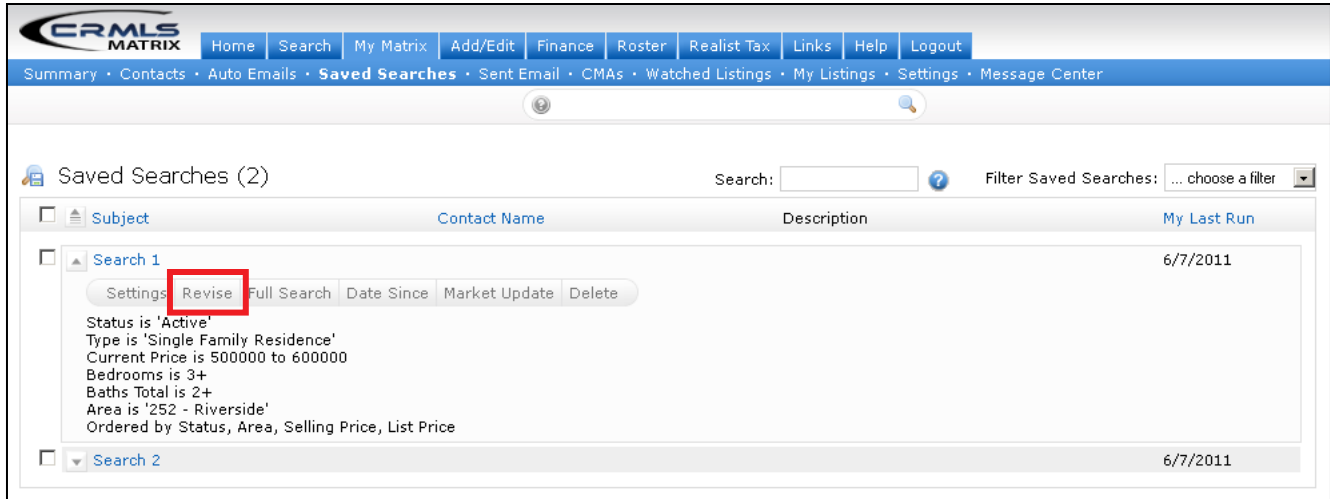 CRMLS
MATRIX
Home Search My Matrix Add/Edit Finance Roster Realist Tax Links Help Logout
Summary · Contacts · Auto Emails · Saved Searches · Sent Email · CMAs · Watched Listings · My Listings · Settings · Message Center
Saved Searches (2) Search: Filter Saved Searches: ... choose a filter
Subject Contact Name Description My Last Run
Search 1 6/7/2011
Settings Revise Full Search Date Since Market Update Delete
Status is 'Active'
Type is 'Single Family Residence'
Current Price is 500000 to 600000
Bedrooms is 3+
Baths Total is 2+
Area is '252 - Riverside'
Ordered by Status, Area, Selling Price, List Price
Search 2 6/7/2011